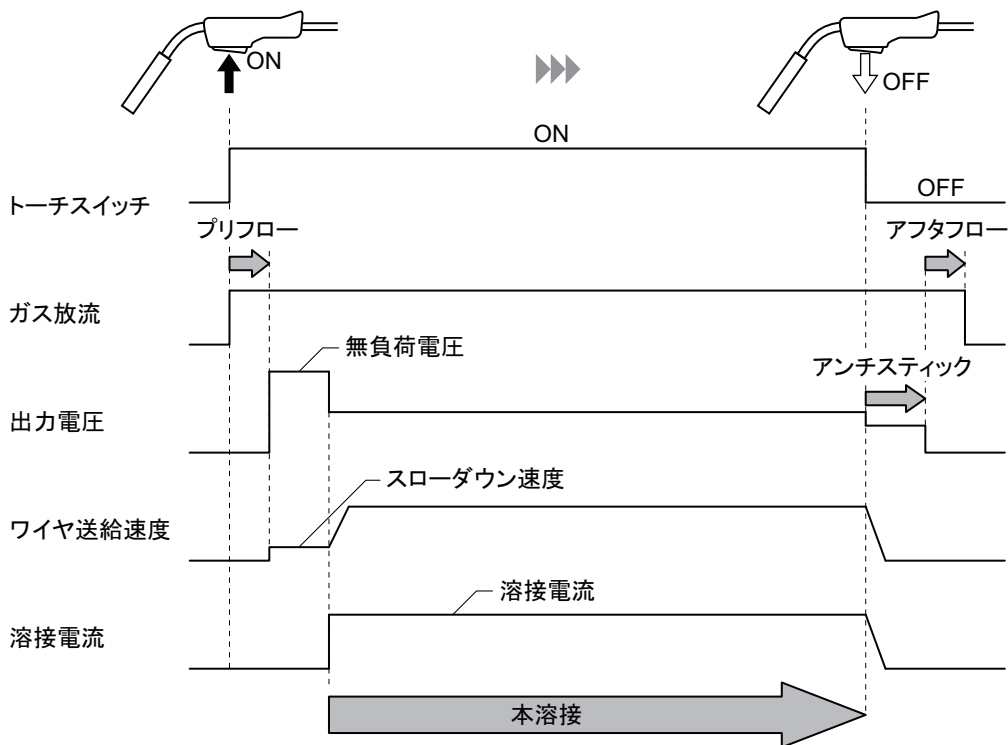 ON
OFF
ON
トーチスイッチ
OFF
プリフロー
アフタフロー
ガス放流
無負荷電圧
アンチスティック
出力電圧
スローダウン速度
ワイヤ送給速度
溶接電流
溶接電流
本溶接